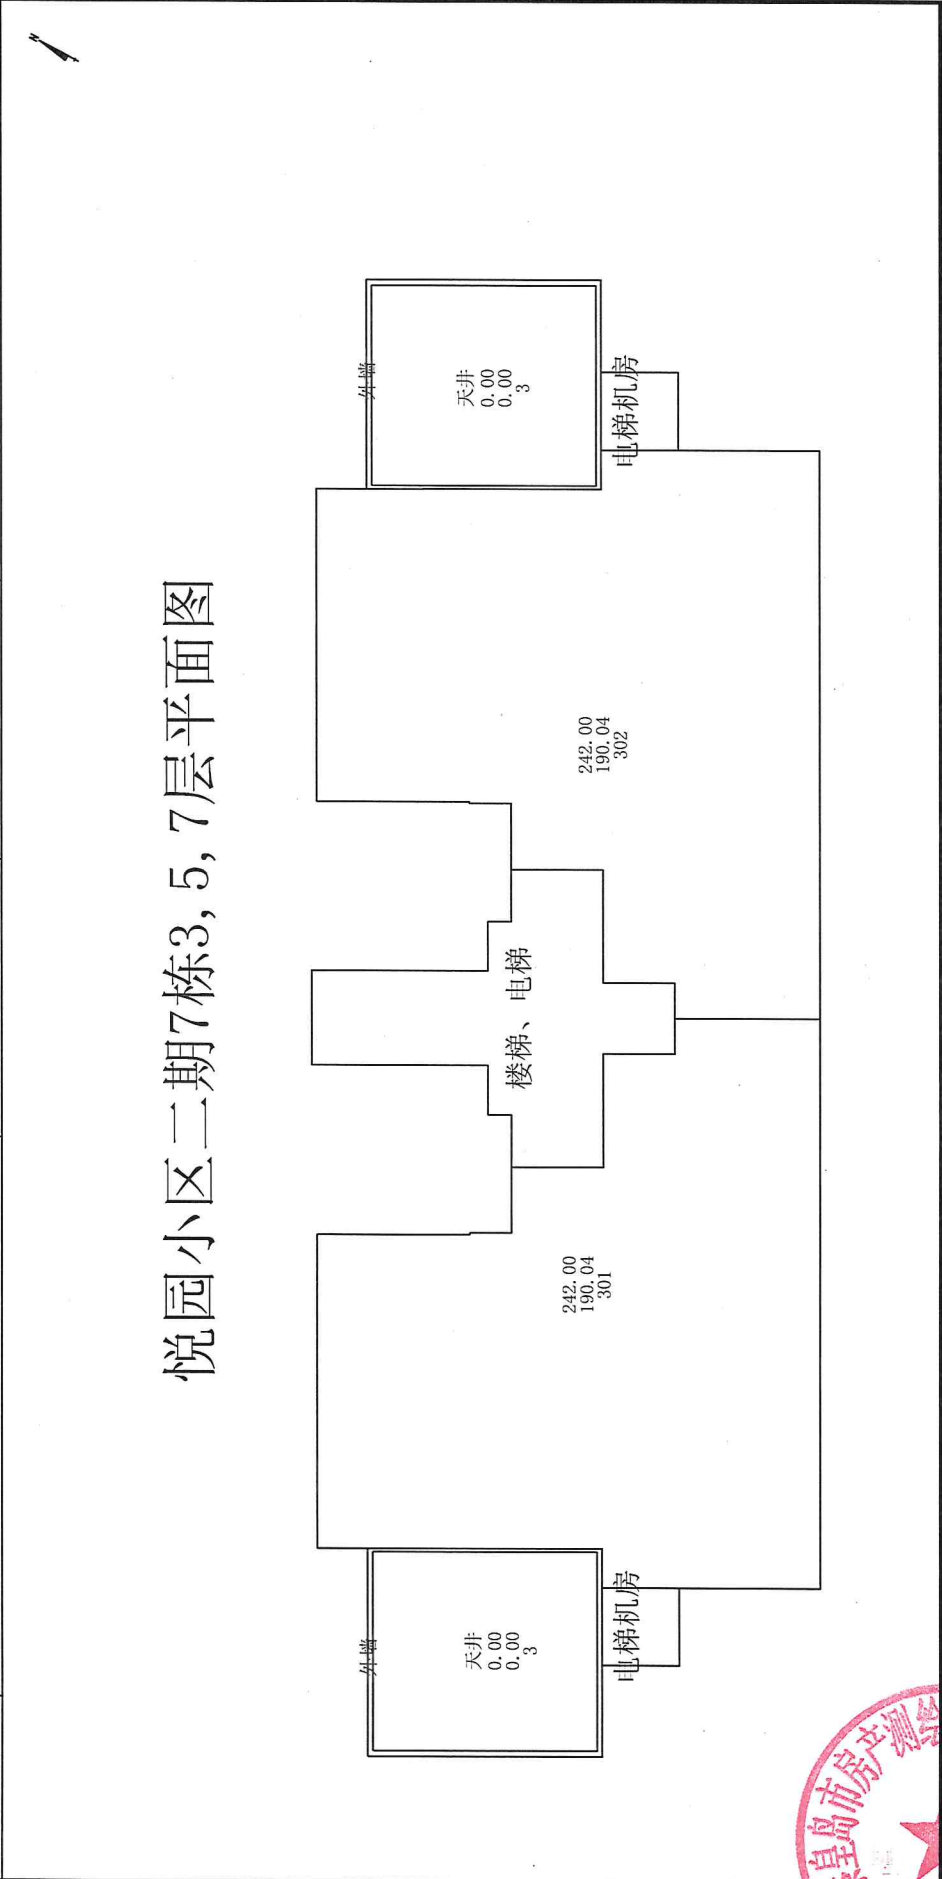 悦园小区二期7栋3,5,7层平面图
N
外墙
天井
0.00
0.00
3
电梯机房
242.00
190.04
301
楼梯、电梯
242.00
190.04
302
外墙
天井
0.00
0.00
3
电梯机房
皇岛市房产测绘